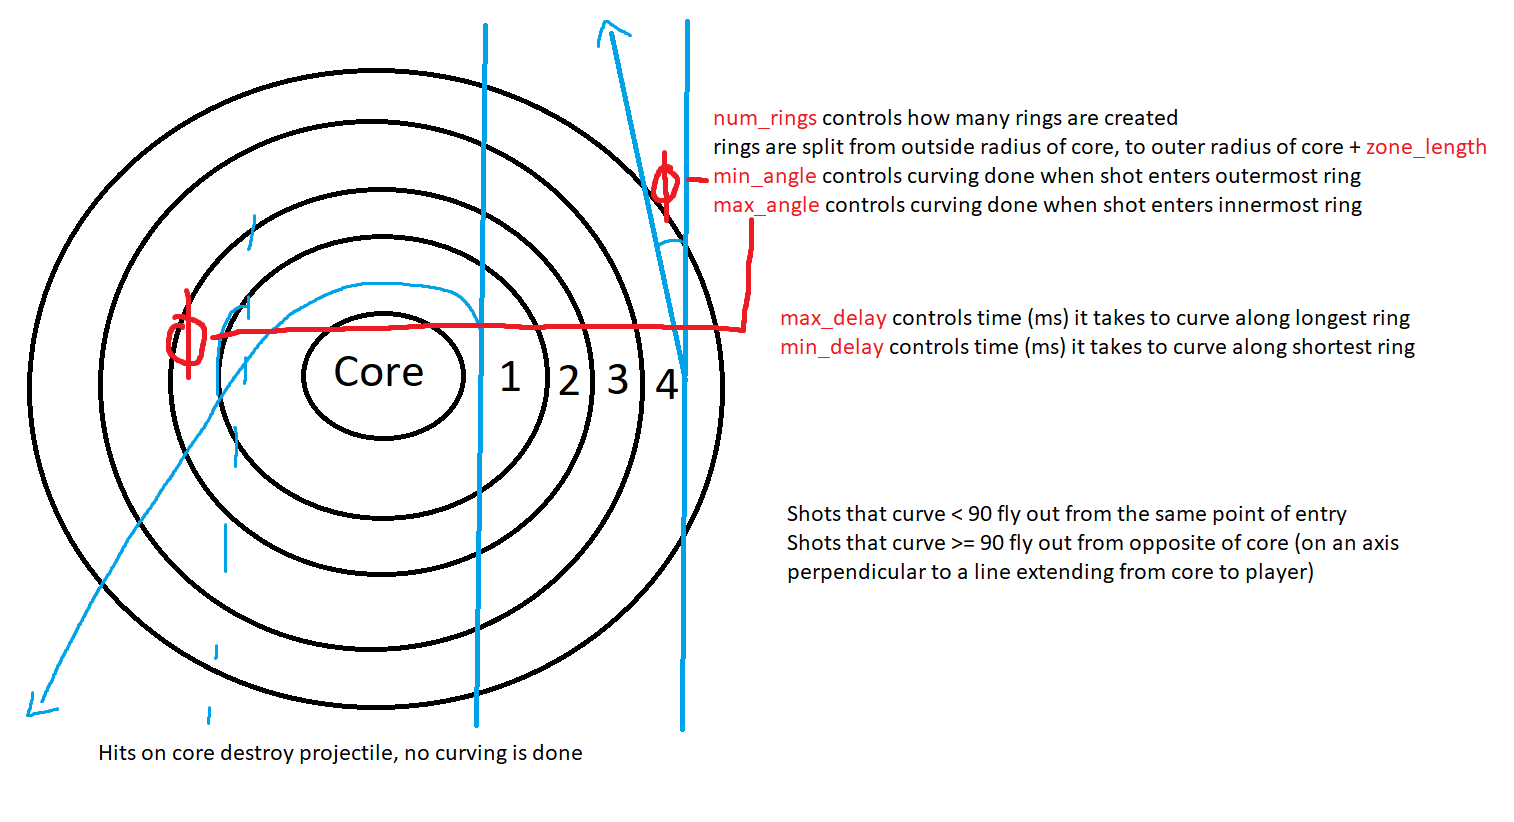 num_rings controls how many rings are created
rings are split from outside radius of core, to outer radius of core + zone_length
min_angle controls curving done when shot enters outermost ring
max_angle controls curving done when shot enters innermost ring
max_delay controls time (ms) it takes to curve along longest ring
min_delay controls time (ms) it takes to curve along shortest ring
Core
1
2
3
4
ϕ
ϕ
Shots that curve < 90 fly out from the same point of entry
Shots that curve >= 90 fly out from opposite of core (on an axis
perpendicular to a line extending from core to player)
Hits on core destroy projectile, no curving is done